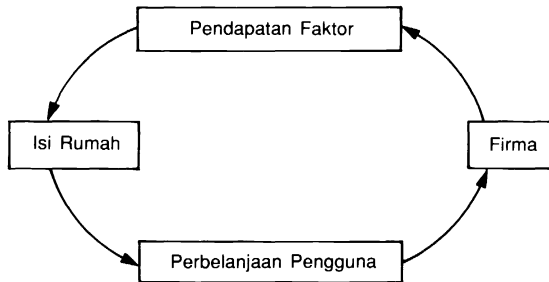 Pendapatan Faktor
Isi Rumah
Firma
Perbelanjaan Pengguna